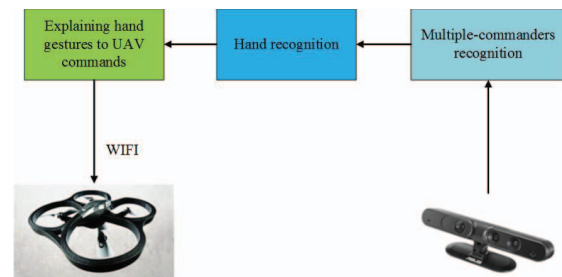 Explaining hand
gestures to UAV
commands
Hand recognition
Multiple-commanders
recognition
WIFI